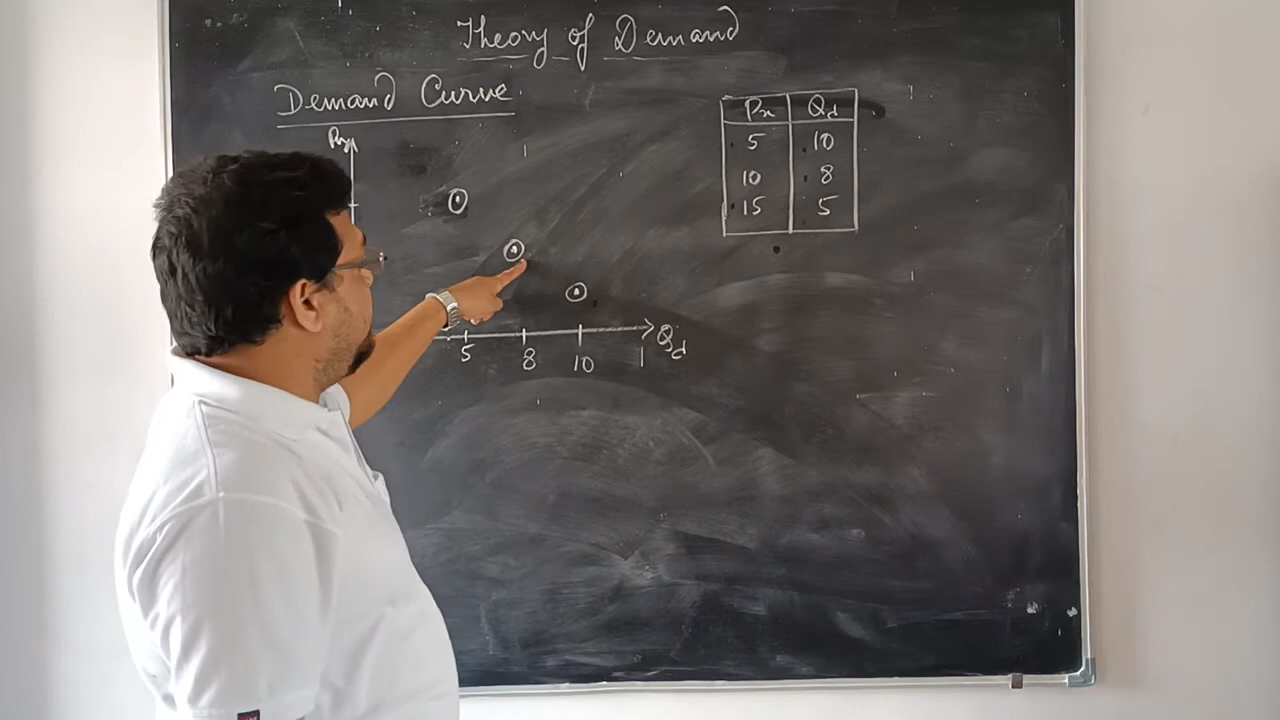 Theory of Demand
Demand Curve
Px Qd
5 10
10 8
15 5
Px
Qd
5 8 10